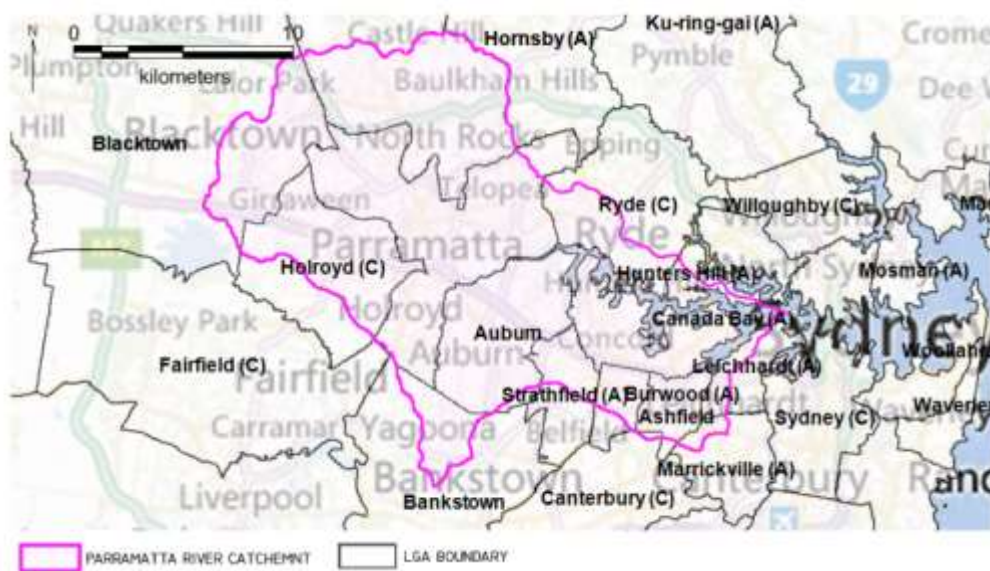 Quakers Hill
Castle Hill
Hornsby (A)
Ku-ring-gai (A)
N
0
10
kilometers
Plumpton
Lalor Park
Baulkham Hills
Pymble
29
Hill
Blacktown
Blacktown
North Rocks
Epping
Telopea
Girraween
Ryde (C)
Willoughby (C)
Parramatta
Ryde
Holroyd (C)
Hunters Hill (A)
Mosman (A)
Bossley Park
Holroyd
Auburn
Canada Bay (A)
Sydney
Concord
Auburn
Fairfield (C)
Fairfield
Leichhardt (A)
Strathfield (A)
Burwood (A)
Ashfield
Sydney (C)
Carramar
Yagoona
Belfield
Marrickville (A)
Bankstown
Canterbury
Liverpool
Bankstown
Canterbury (C)
PARRAMATTA RIVER CATCHEMNT
LGA BOUNDARY